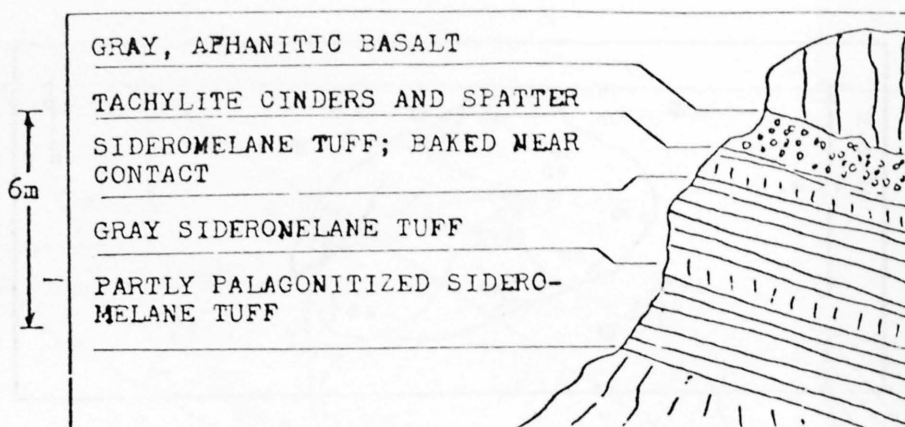 GRAY, APHANITIC BASALT
TACHYLITE CINDERS AND SPATTER
SIDEROMELANE TUFF; BAKED NEAR
CONTACT
6m
GRAY SIDEROMELANE TUFF
PARTLY PALAGONITIZED SIDERO-
MELANE TUFF